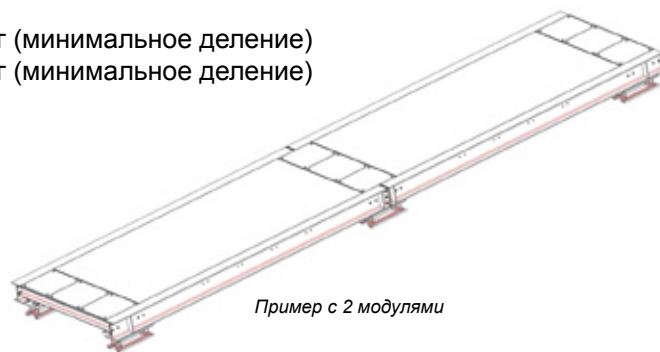 г (минимальное деление)
г (минимальное деление)
Пример с 2 модулями